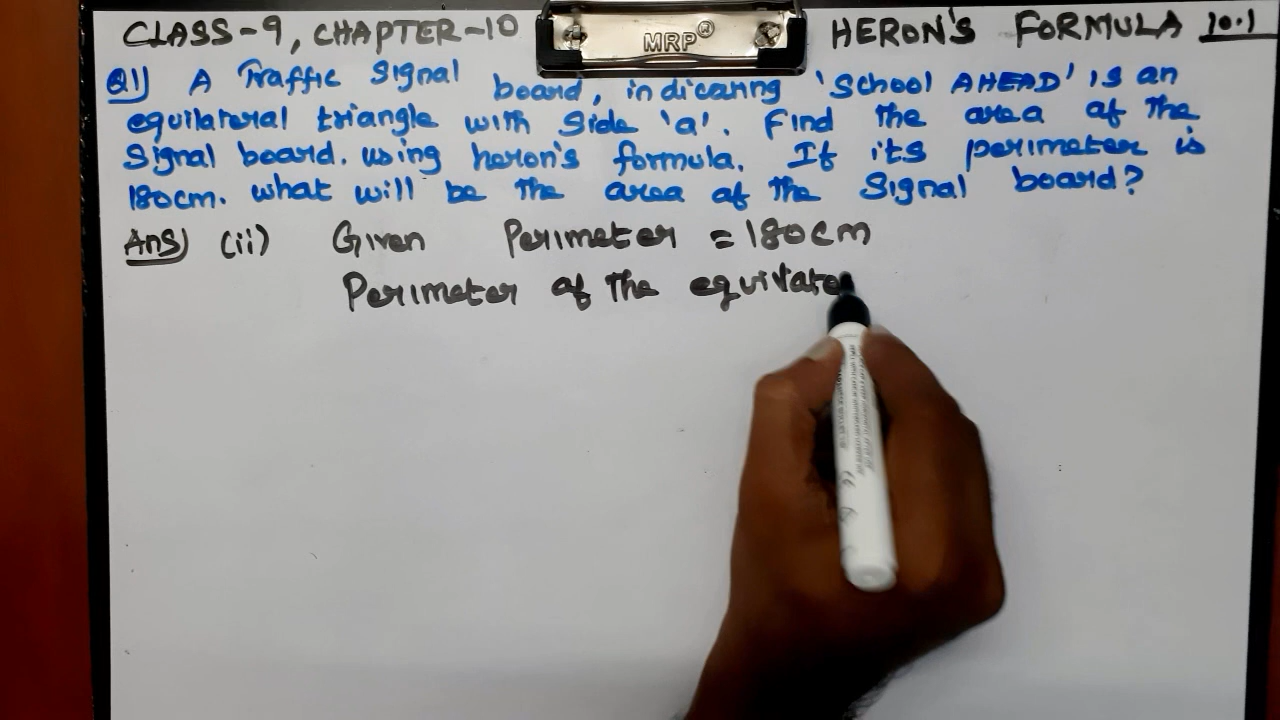 CLASS-9, CHAPTER-10 MRP® HERON'S FORMULA 10.1
Q1) A Traffic Signal board, indicating 'School AHEAD' is an
equilateral triangle with Side 'a'. Find the area of the
Signal board. using heron's formula. If its perimeter is
180cm. what will be the area of the Signal board?
Ans) (ii) Given Perimeter = 180cm
Perimeter of the equilate